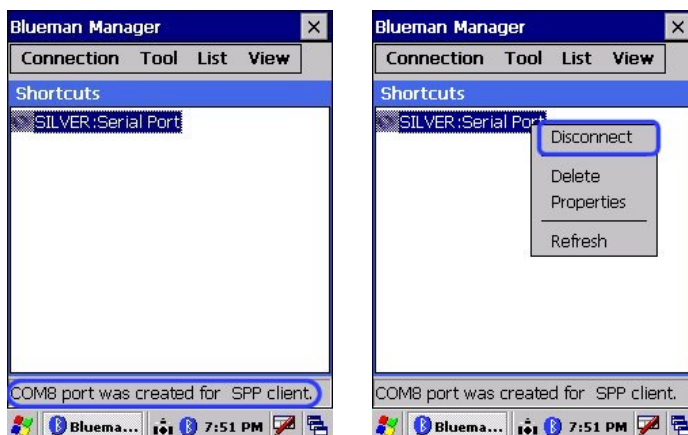 Blueman Manager
Connection Tool List View
Shortcuts
SILVER:Serial Port
COM8 port was created for SPP client.
Bluema... 7:51 PM
Blueman Manager
Connection Tool List View
Shortcuts
SILVER:Serial Port
Disconnect
Delete
Properties
Refresh
COM8 port was created for SPP client.
Bluema... 7:51 PM